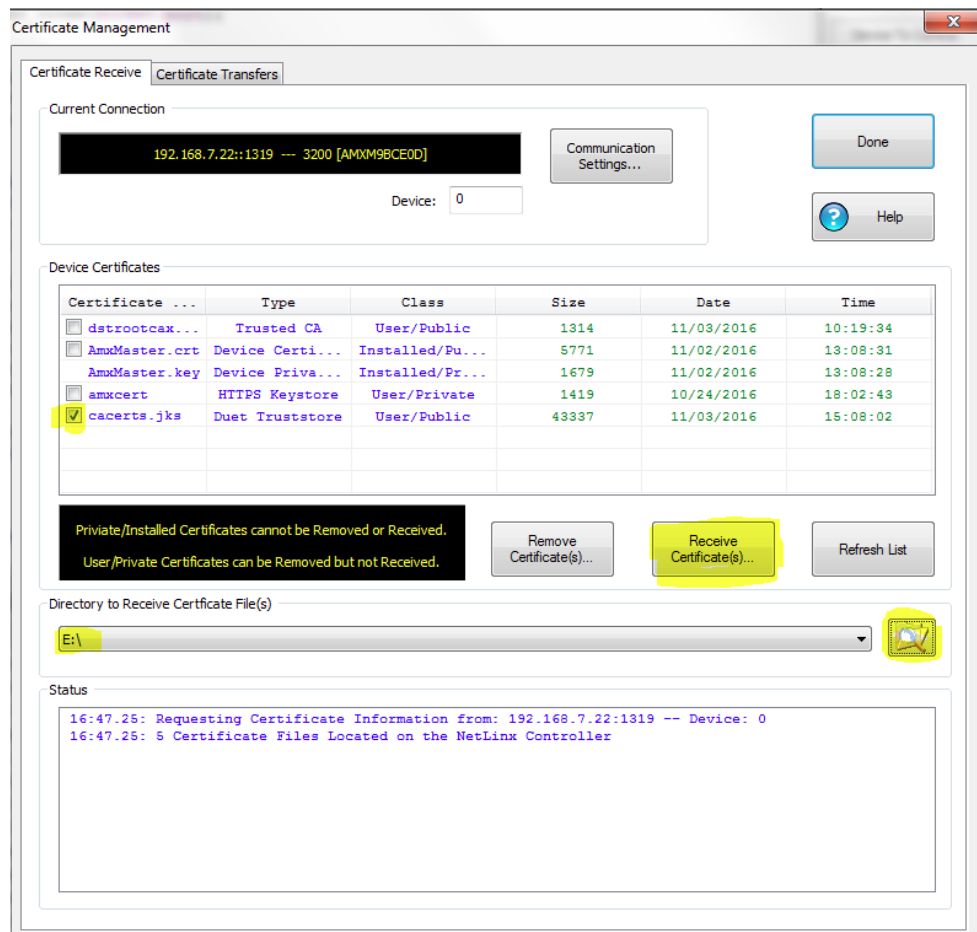 Certificate Management
Certificate Receive Certificate Transfers
Current Connection
192.168.7.22::1319 --- 3200 [AMXM9BCE0D]
Communication
Settings...
Done
Device: 0
Help
Device Certificates
Certificate ... Type Class Size Date Time
dstrootcax... Trusted CA User/Public 1314 11/03/2016 10:19:34
AmxMaster.crt Device Certi... Installed/Pu... 5771 11/02/2016 13:08:31
AmxMaster.key Device Priva... Installed/Pr... 1679 11/02/2016 13:08:28
amxcert HTTPS Keystore User/Private 1419 10/24/2016 18:02:43
cacerts.jks Duet Truststore User/Public 43337 11/03/2016 15:08:02
Priviate/Installed Certificates cannot be Removed or Received.
User/Private Certificates can be Removed but not Received.
Remove
Certificate(s)...
Receive
Certificate(s)...
Refresh List
Directory to Receive Certficate File(s)
E:\
Status
16:47.25: Requesting Certificate Information from: 192.168.7.22:1319 -- Device: 0
16:47.25: 5 Certificate Files Located on the NetLinx Controller